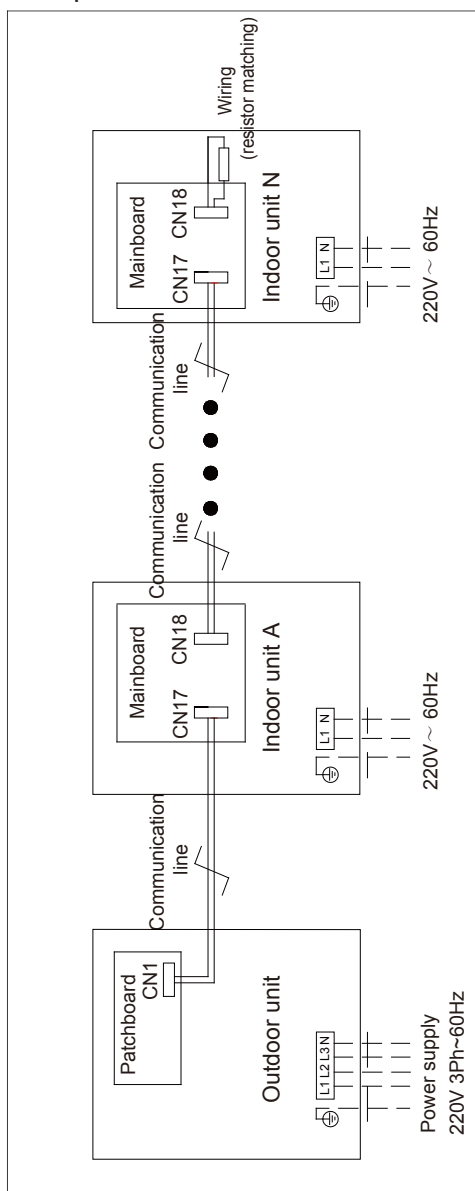 Patchboard
CN1
Outdoor unit
L1 L2 L3 N
Power supply
220V 3Ph~60Hz
Communication
line
Mainboard
CN17
CN18
Indoor unit A
L1 N
220V～ 60Hz
Communication
line
Communication
line
Mainboard
CN17
CN18
Indoor unit N
L1 N
220V～ 60Hz
Wiring
(resistor matching)